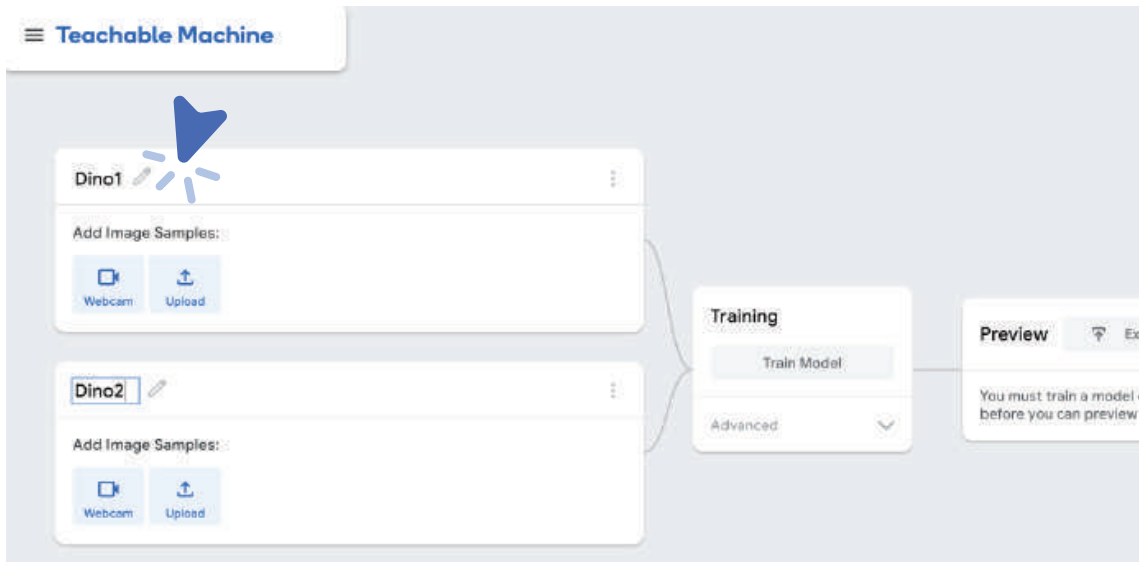 Teachable Machine
Dino1
Add Image Samples:
Webcam
Upload
Dino2
Add Image Samples:
Webcam
Upload
Training
Train Model
Advanced
Preview
Ex
You must train a model
before you can preview